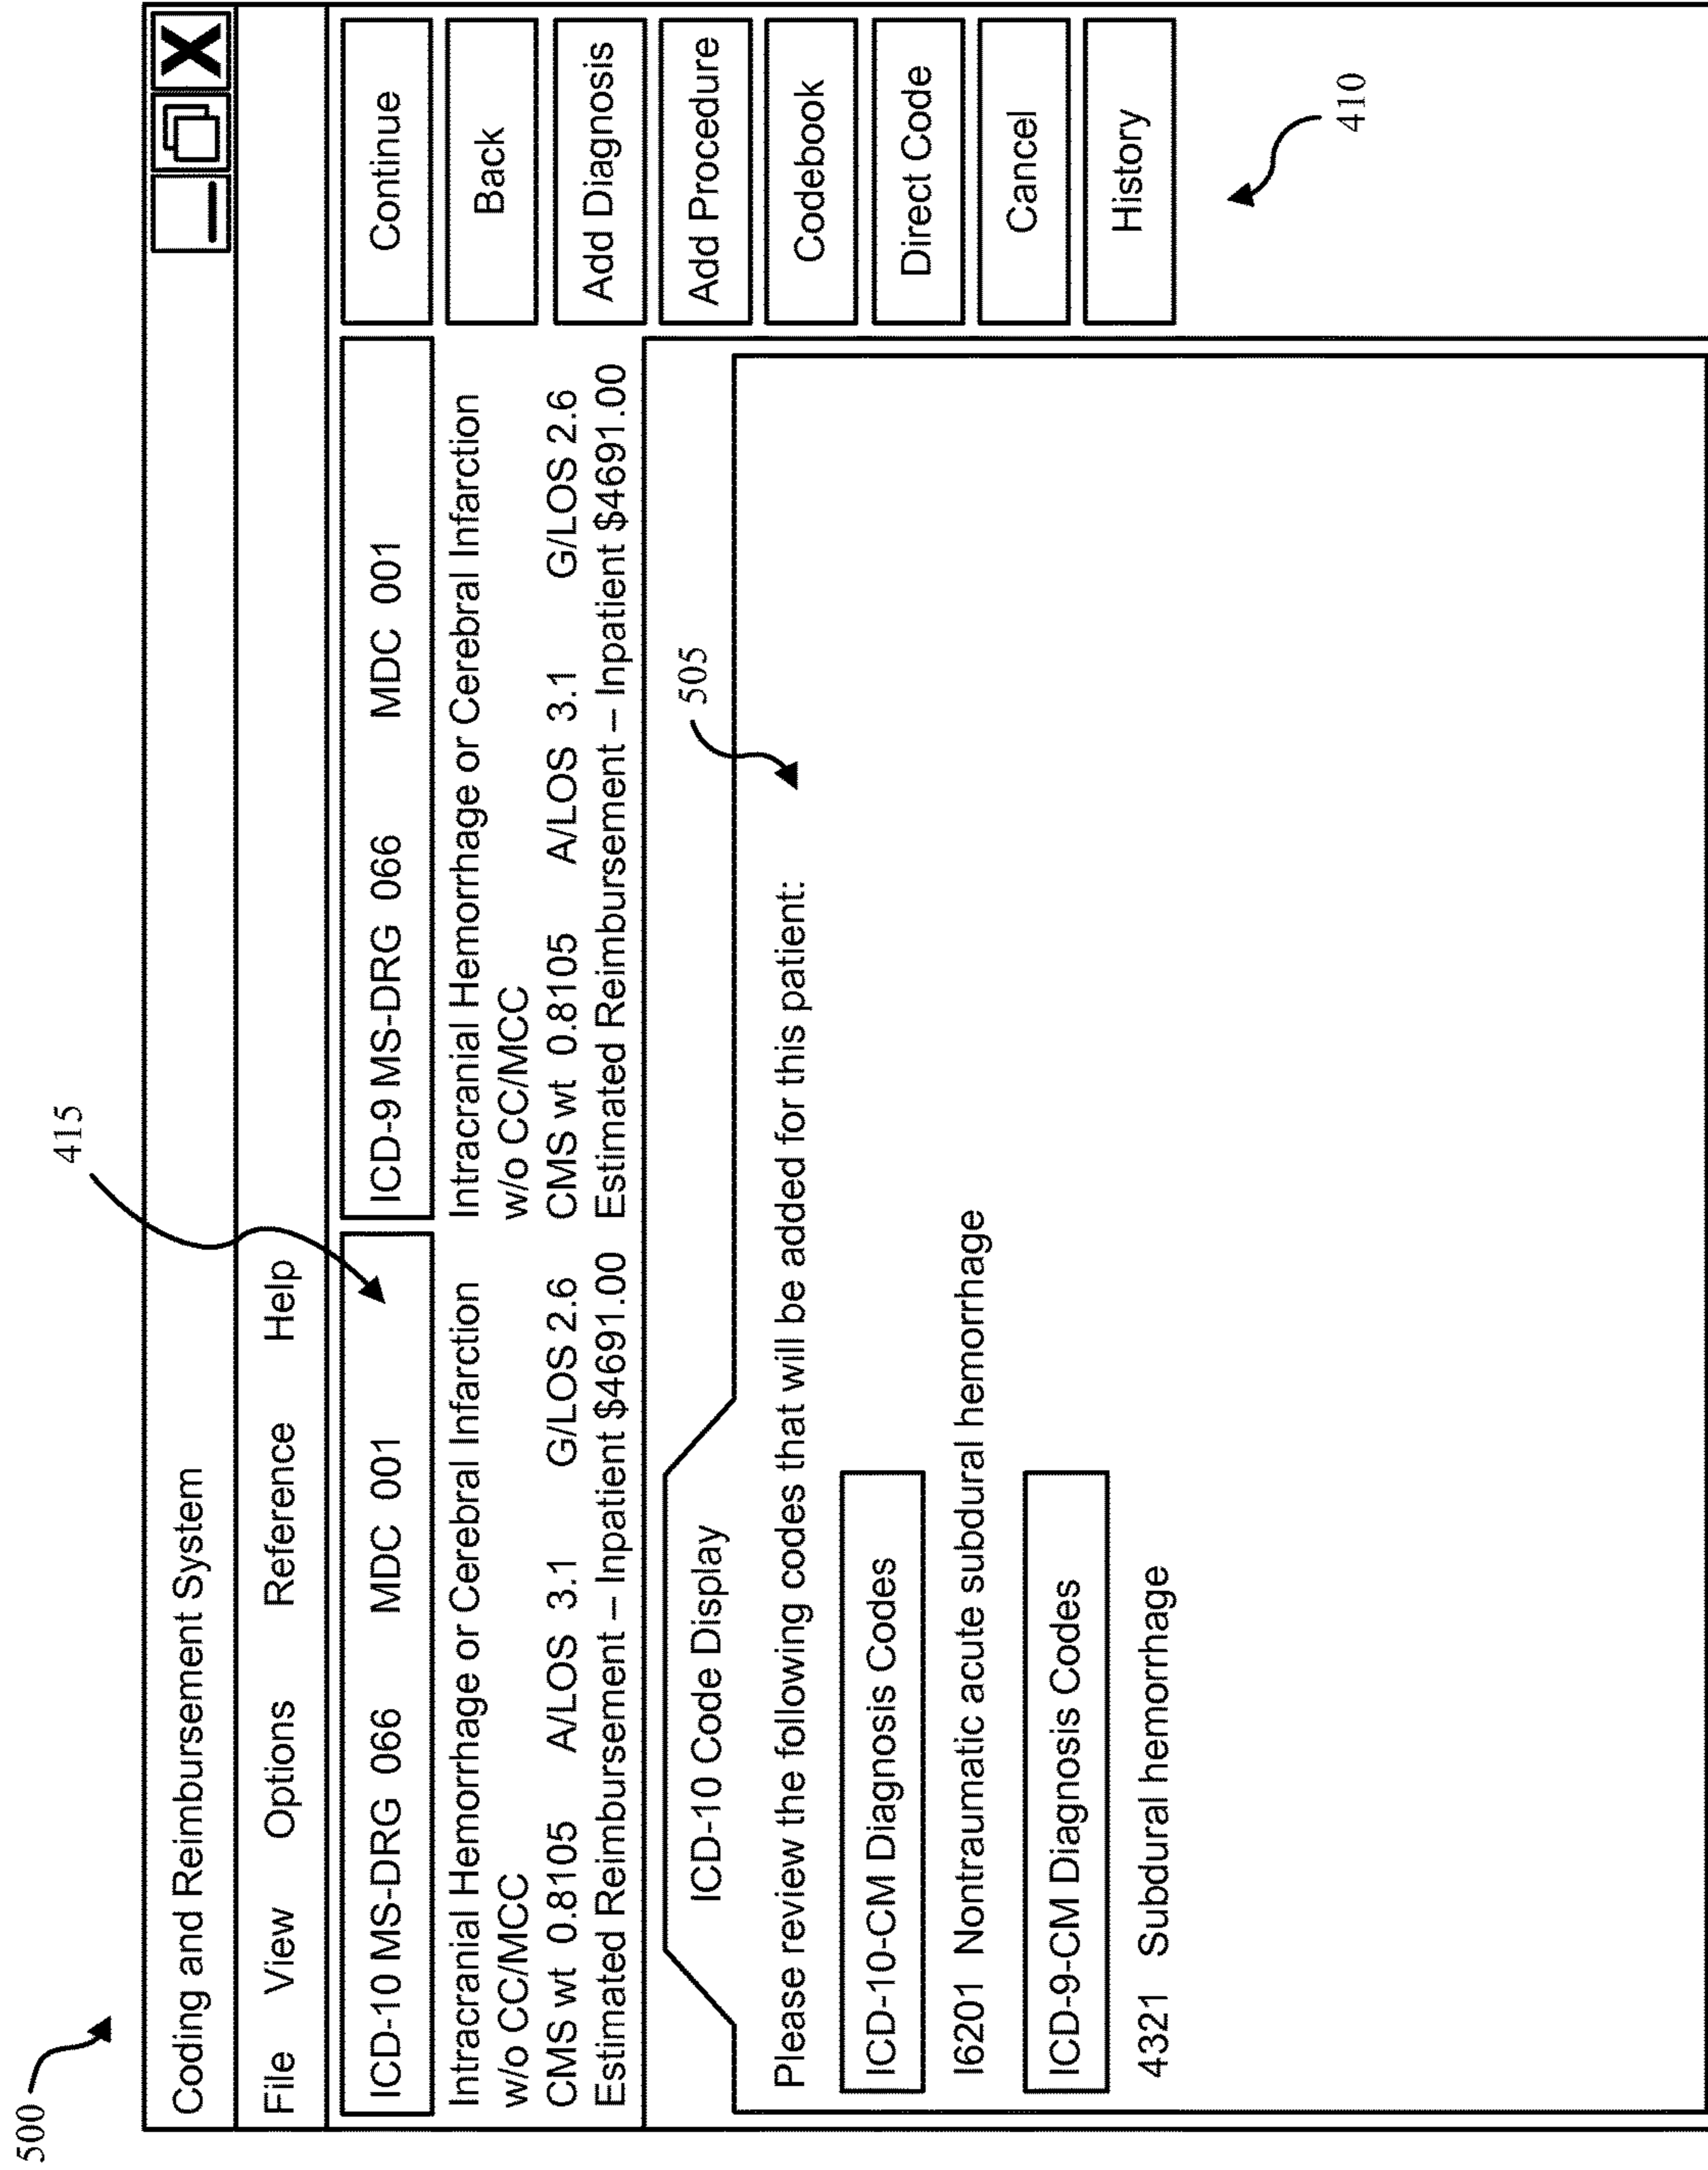 500
415
Coding and Reimbursement System
File View Options Reference Help
ICD-10 MS-DRG 066 MDC 001
Intracranial Hemorrhage or Cerebral Infarction
w/o CC/MCC
CMS wt 0.8105 A/LOS 3.1 G/LOS 2.6
Estimated Reimbursement – Inpatient $4691.00
ICD-9 MS-DRG 066 MDC 001
Intracranial Hemorrhage or Cerebral Infarction
w/o CC/MCC
CMS wt 0.8105 A/LOS 3.1 G/LOS 2.6
Estimated Reimbursement – Inpatient $4691.00
Continue
Back
Add Diagnosis
Add Procedure
Codebook
Direct Code
Cancel
History
410
ICD-10 Code Display
505
Please review the following codes that will be added for this patient:
ICD-10-CM Diagnosis Codes
I6201 Nontraumatic acute subdural hemorrhage
ICD-9-CM Diagnosis Codes
4321 Subdural hemorrhage